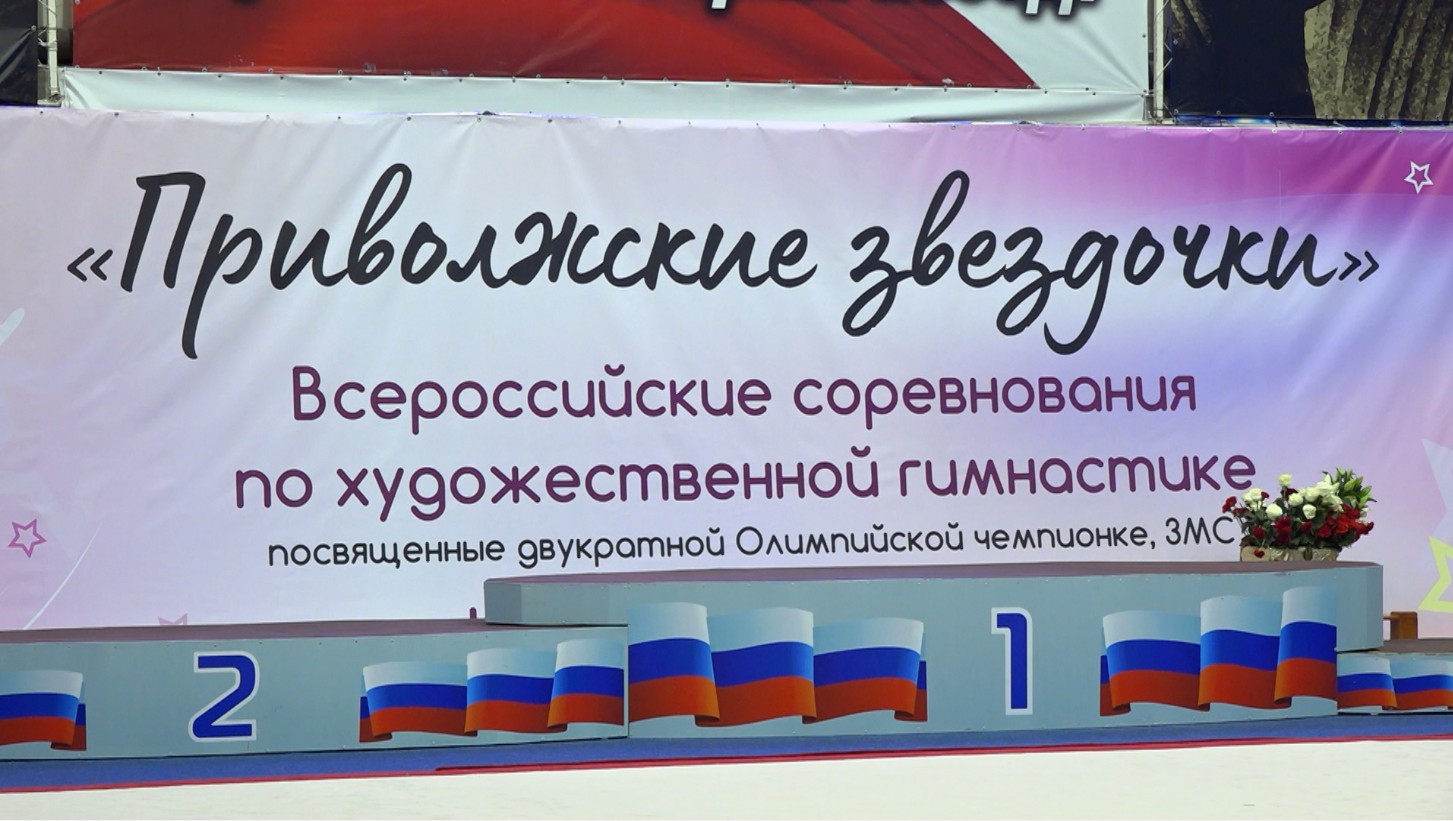 «Приволжские звездочки»
Всероссийские соревнования
по художественной гимнастике
посвященные двукратной Олимпийской чемпионке, ЗМС
2
1